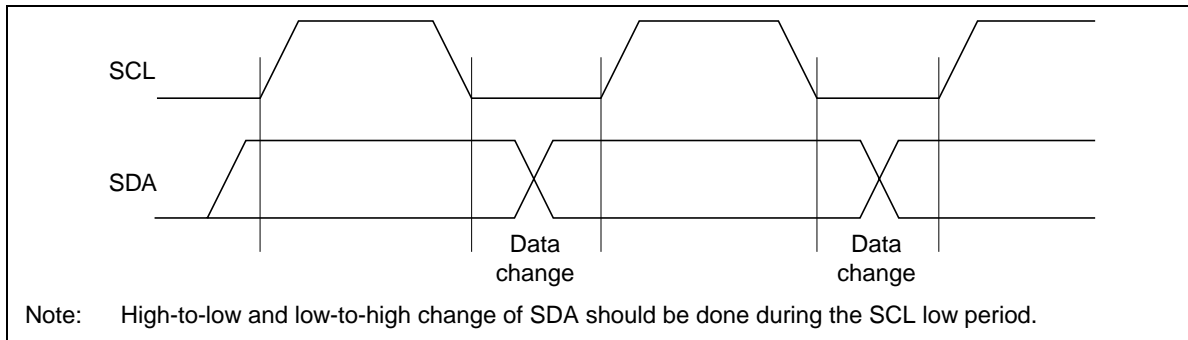 SCL
SDA
Data
change
Data
change
Note: High-to-low and low-to-high change of SDA should be done during the SCL low period.